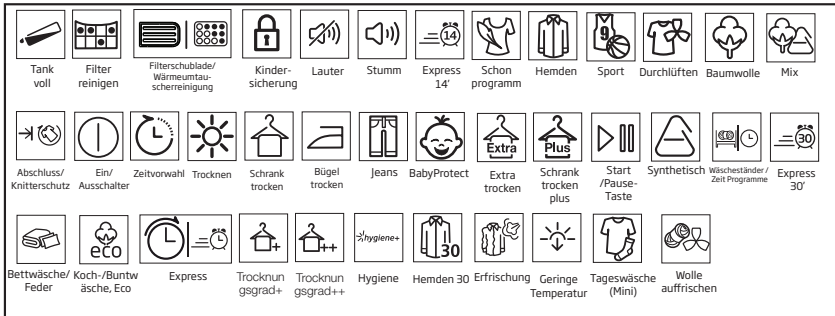 14
9
Tank voll
Filter reinigen
Filterschublade/ Wärmeumtau- scherreinigung
Kinder- sicherung
Lauter
Stumm
Express 14'
Schon programm
Hemden
Sport
Durchlüften
Baumwolle
Mix
Extra
Plus
30
Abschluss/ Knitterschutz
Ein/ Ausschalter
Zeitvorwahl
Trocknen
Schrank trocken
Bügel trocken
Jeans
BabyProtect
Extra trocken
Schrank trocken plus
Start /Pause- Taste
Synthetisch
Wäscheständer / Zeit Programme
Express 30'
eco
+
++
hygiene+
30
Bettwäsche/ Feder
Koch-/Buntw äsche, Eco
Express
Trocknun gsgrad+
Trocknun gsgrad++
Hygiene
Hemden 30
Erfrischung
Geringe Temperatur
Tageswäsche (Mini)
Wolle auffrischen